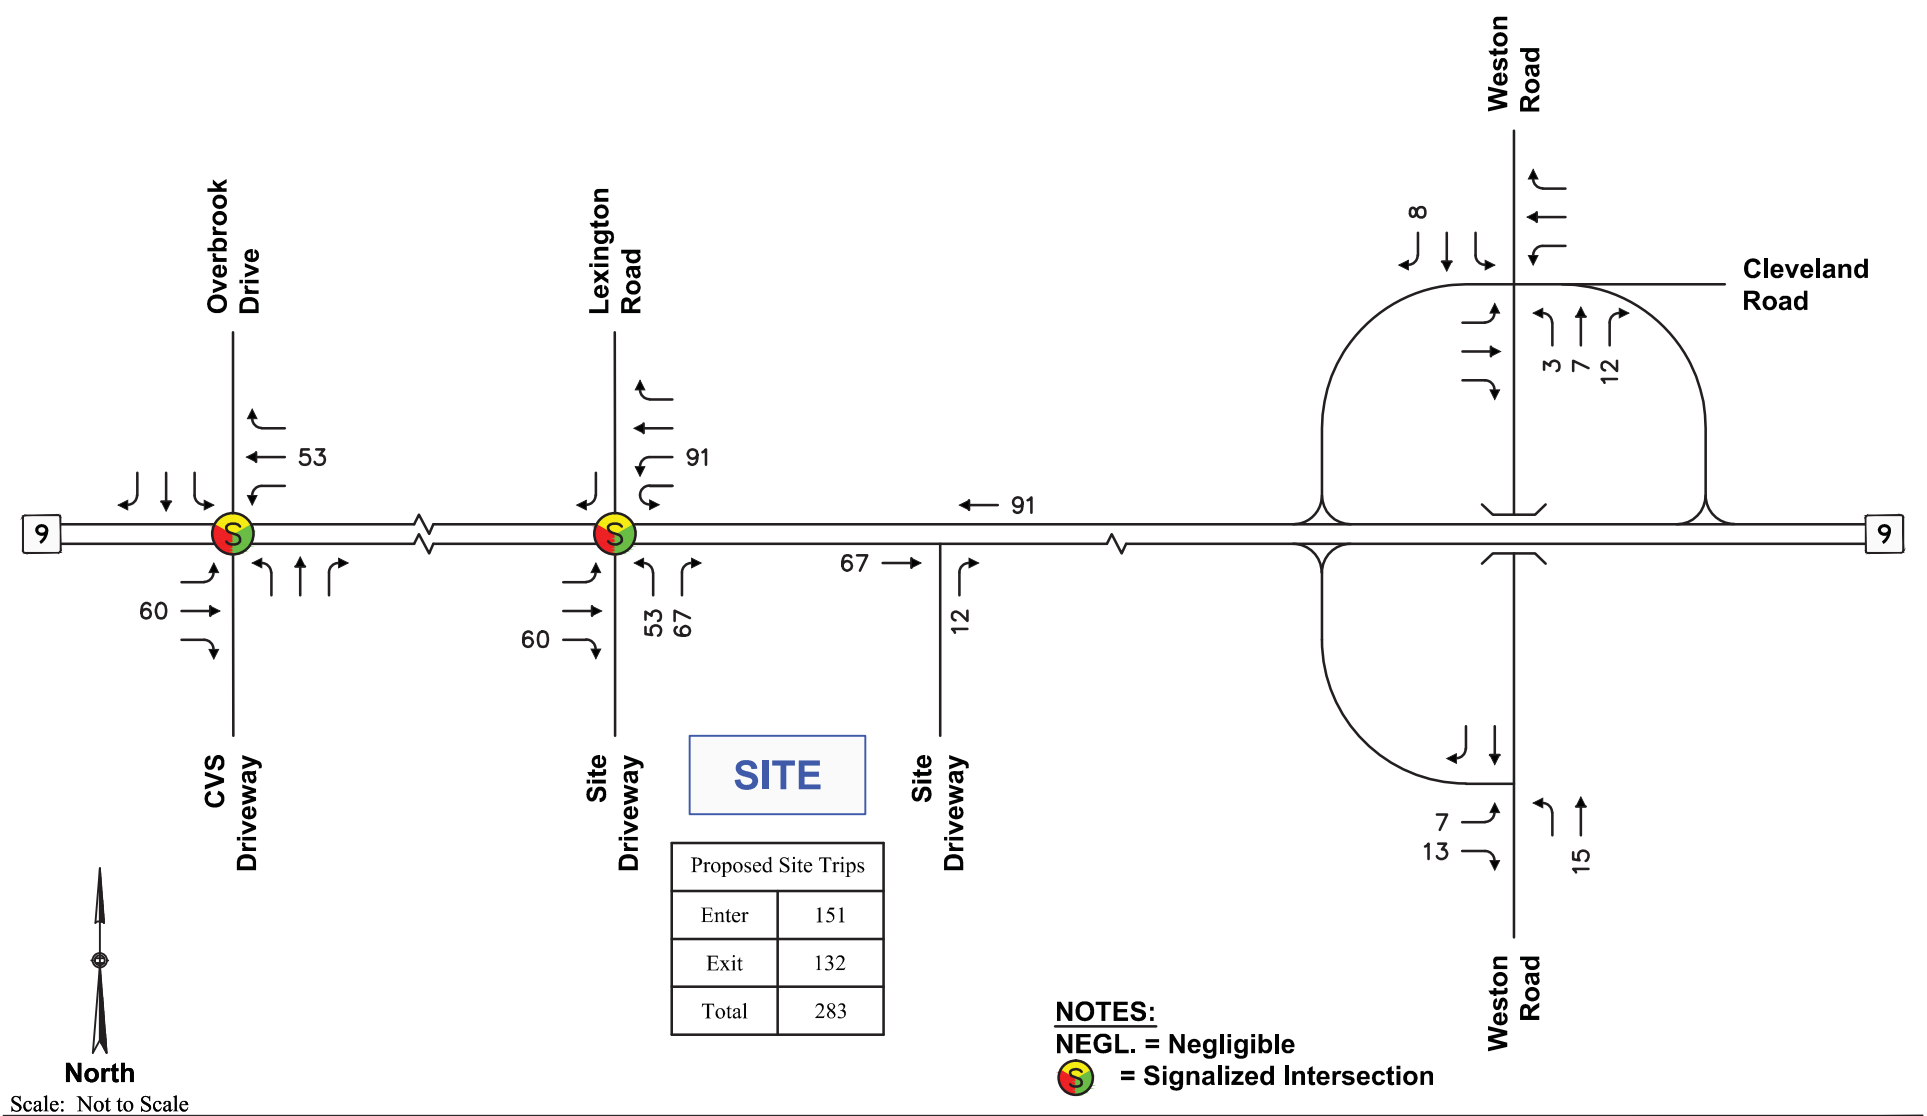 Weston
Road
8
Cleveland
Road
3
7
12
Overbrook
Drive
Lexington
Road
53
91
91
9
S
S
9
60
67
60
53
67
12
CVS
Driveway
Site
Driveway
SITE
Site
Driveway
7
13
15
Weston
Road
Proposed Site Trips
Enter 151
Exit 132
Total 283
North
Scale: Not to Scale
NOTES:
NEGL. = Negligible
S = Signalized Intersection